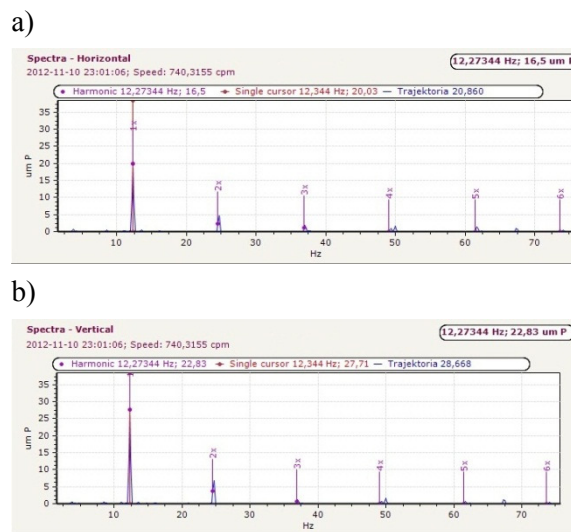 a)
Spectra - Horizontal
12,27344 Hz; 16,5 um
2012-11-10 23:01:06; Speed: 740,3155 cpm
Harmonic 12,27344 Hz; 16,5 Single cursor 12,344 Hz; 20,03 Trajektoria 20,860
35
30
25
20
15
10
5
0
um P
1x
2x
3x
4x
5x
6x
10 20 30 40 50 60 70
Hz
b)
Spectra - Vertical
12,27344 Hz; 22,83 um P
2012-11-10 23:01:06; Speed: 740,3155 cpm
Harmonic 12,27344 Hz; 22,83 Single cursor 12,344 Hz; 27,71 Trajektoria 28,668
35
30
25
20
15
10
5
0
um P
2x
3x
4x
5x
6x
10 20 30 40 50 60 70
Hz